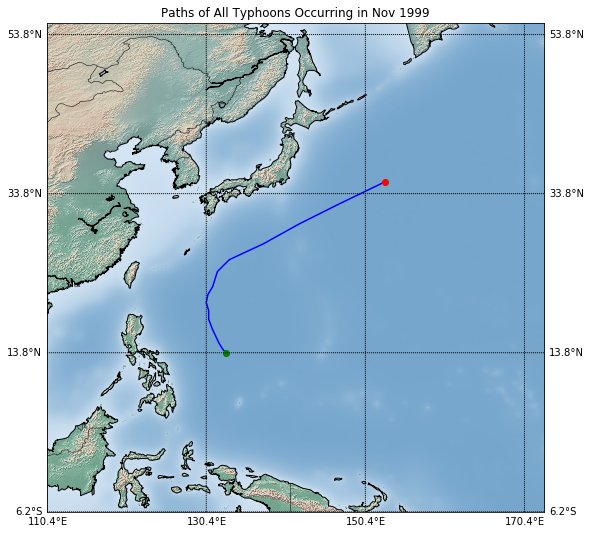 Paths of All Typhoons Occurring in Nov 1999
53.8°N 53.8°N
33.8°N 33.8°N
13.8°N 13.8°N
6.2°S 6.2°S
110.4°E 130.4°E 150.4°E 170.4°E